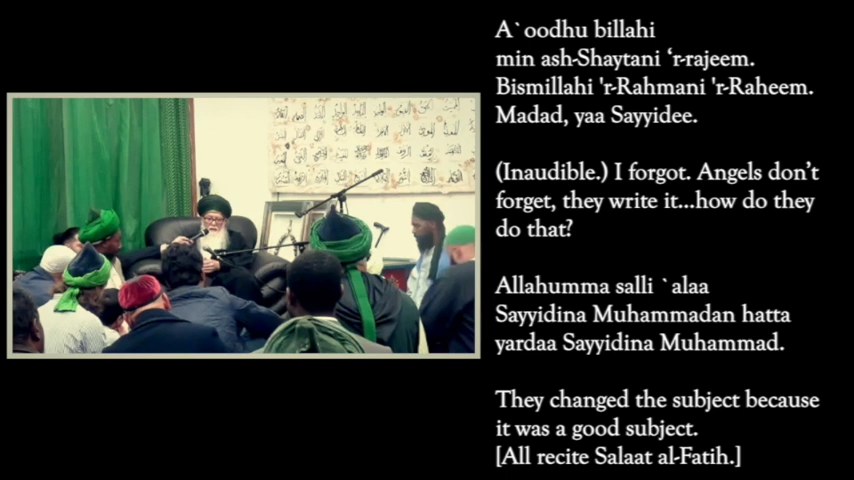 A`oodhu billahi
min ash-Shaytani ‘r-rajeem.
Bismillahi 'r-Rahmani 'r-Raheem.
Madad, yaa Sayyidee.
(Inaudible.) I forgot. Angels don’t
forget, they write it...how do they
do that?
Allahumma salli `alaa
Sayyidina Muhammadan hatta
yardaa Sayyidina Muhammad.
They changed the subject because
it was a good subject.
[All recite Salaat al-Fatih.]